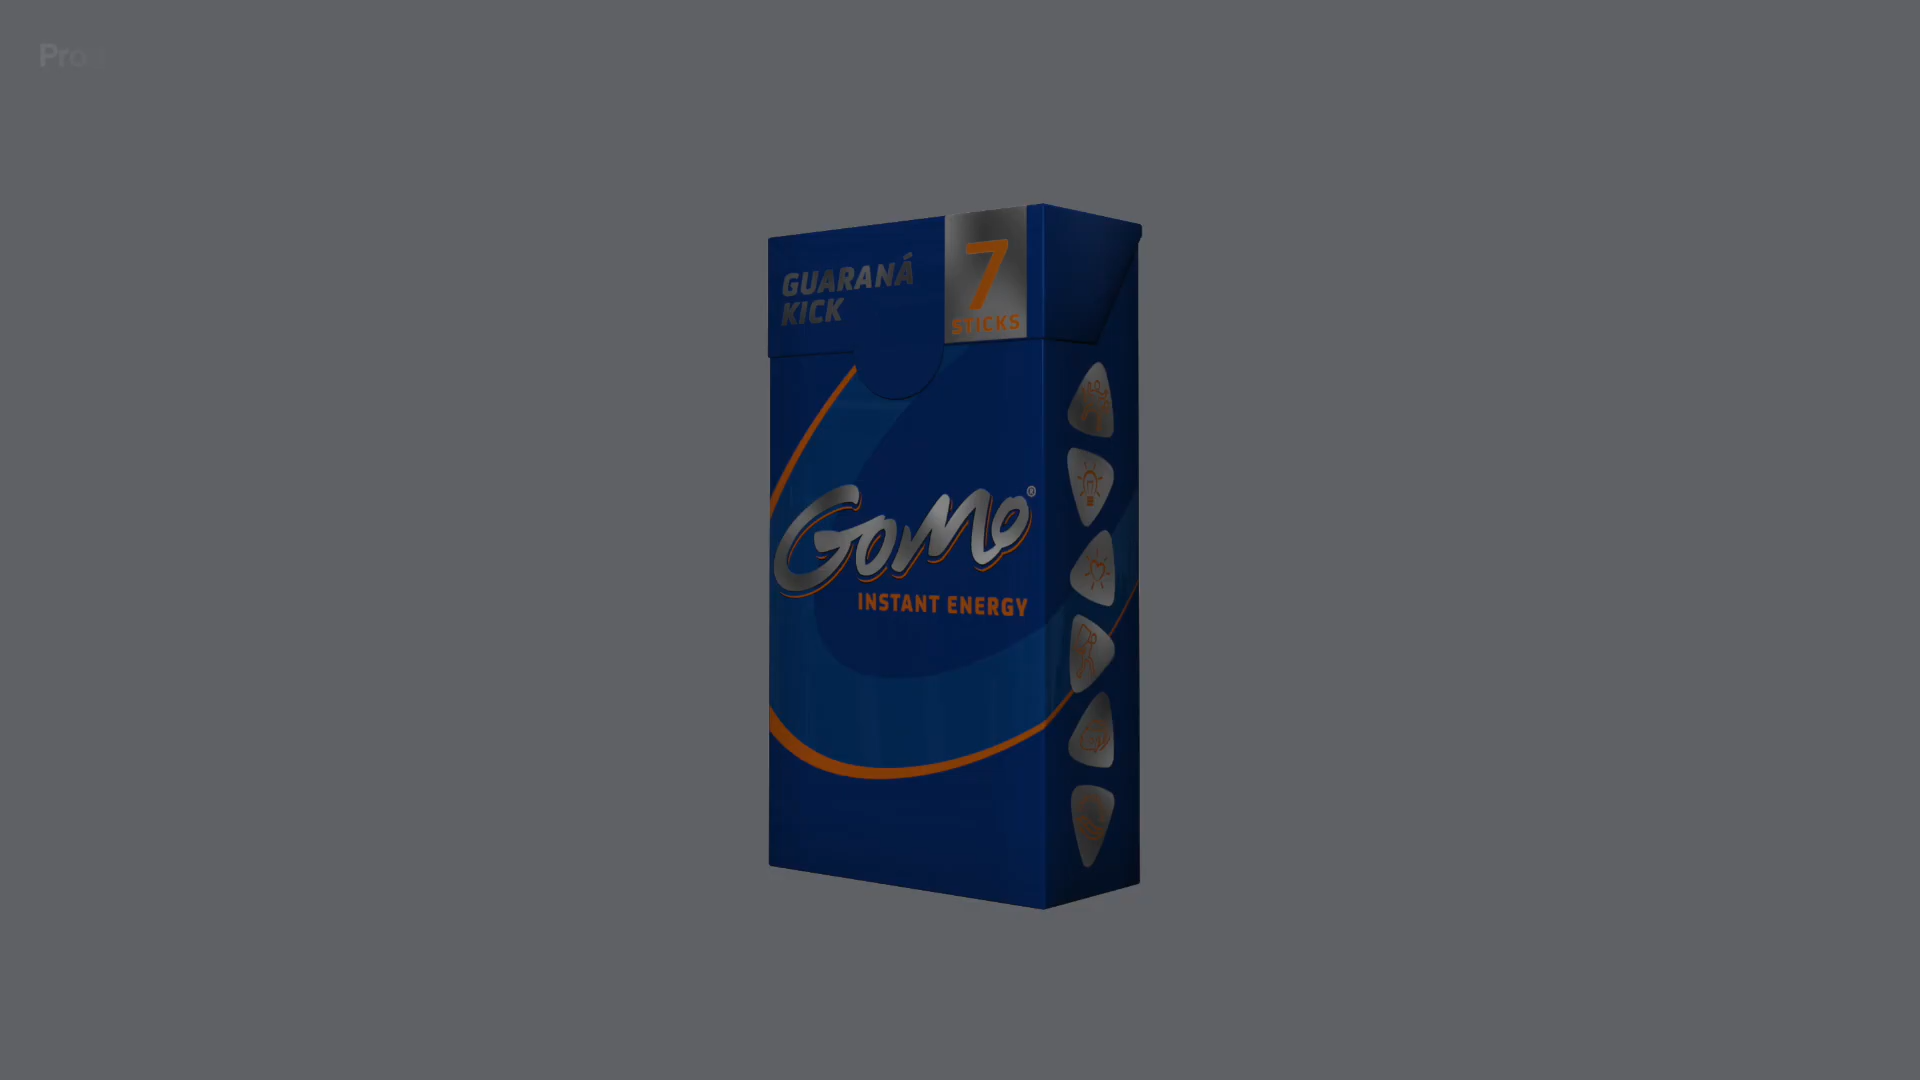 GUARANÁ
KICK
7
STICKS
GoMo®
INSTANT ENERGY